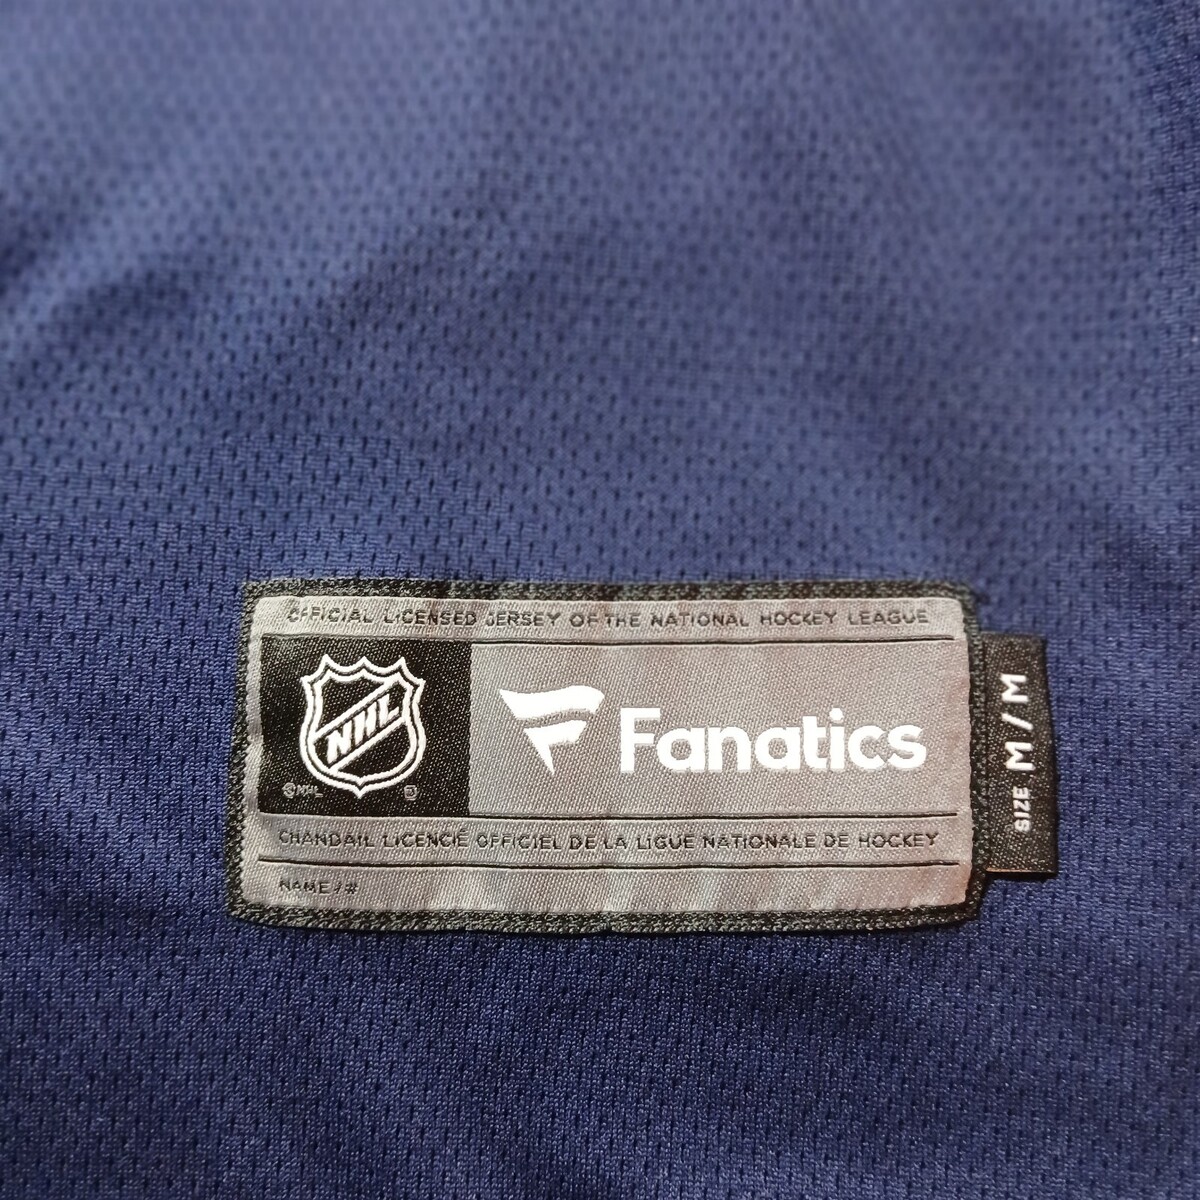 OFFICIAL LICENSED JERSEY OF THE NATIONAL HOCKEY LEAGUE
NHL
Fanatics
© NHL
CHANDAIL LICENCIÉ OFFICIEL DE LA LIGUE NATIONALE DE HOCKEY
NAME / #
SIZE M / M